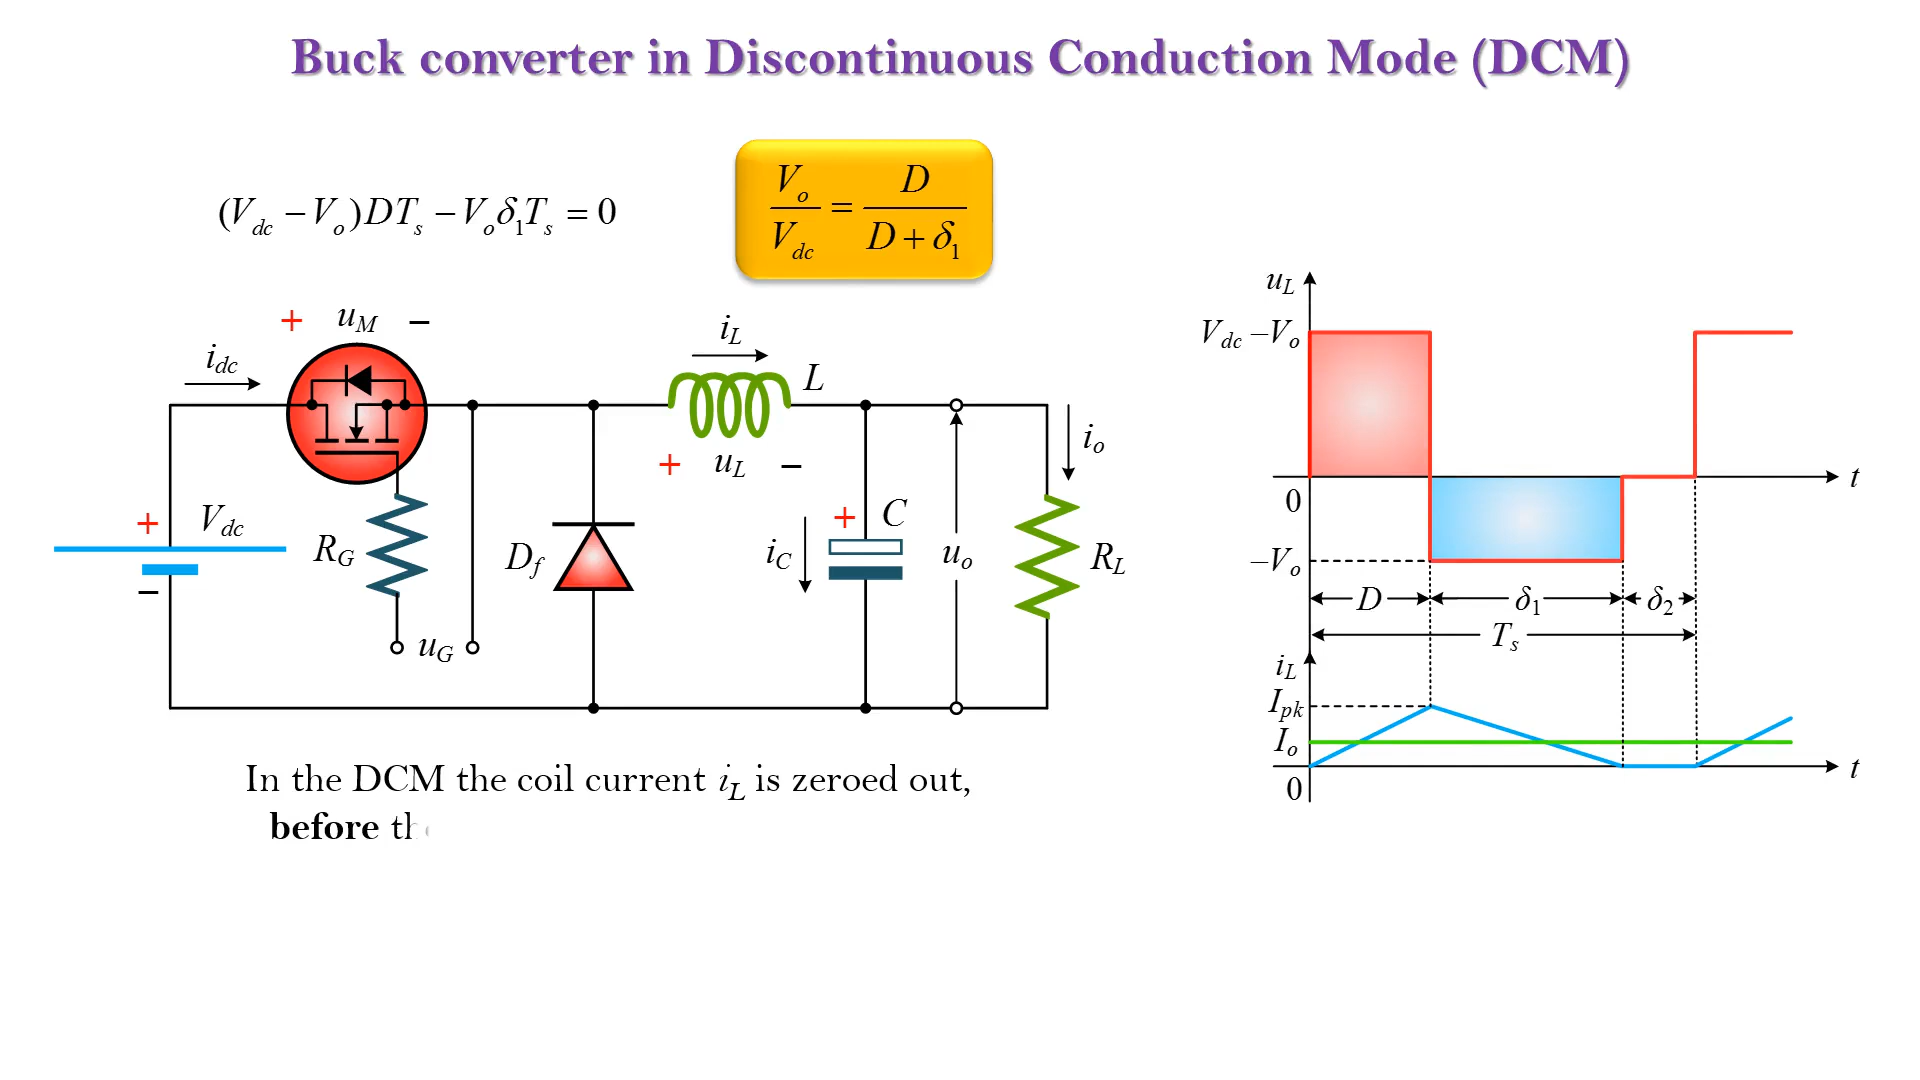 Buck converter in Discontinuous Conduction Mode (DCM)
(V_dc − V_o)DT_s − V_oδ_1T_s = 0
V_o / V_dc = D / (D + δ_1)
+ u_M −
i_dc
i_L
L
+ u_L −
i_o
+
V_dc
−
R_G
D_f
i_C
+
C
u_o
R_L
u_G
In the DCM the coil current i_L is zeroed out,
before
u_L
V_dc − V_o
0
t
−V_o
D
δ_1
δ_2
T_s
i_L
I_pk
I_o
0
t